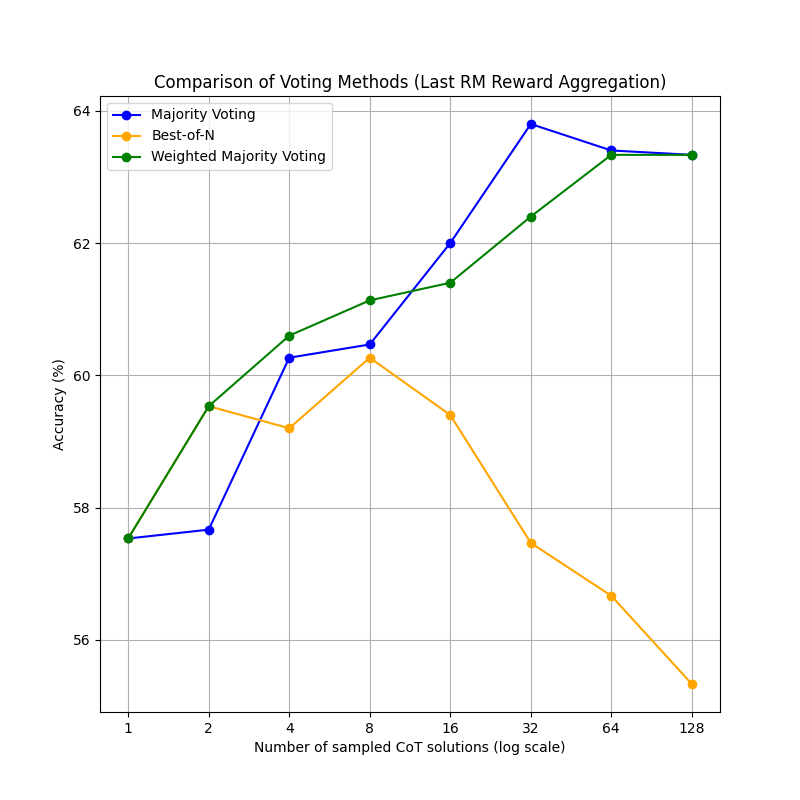 Comparison of Voting Methods (Last RM Reward Aggregation)
Majority Voting
Best-of-N
Weighted Majority Voting
64
62
60
58
56
Accuracy (%)
1 2 4 8 16 32 64 128
Number of sampled CoT solutions (log scale)